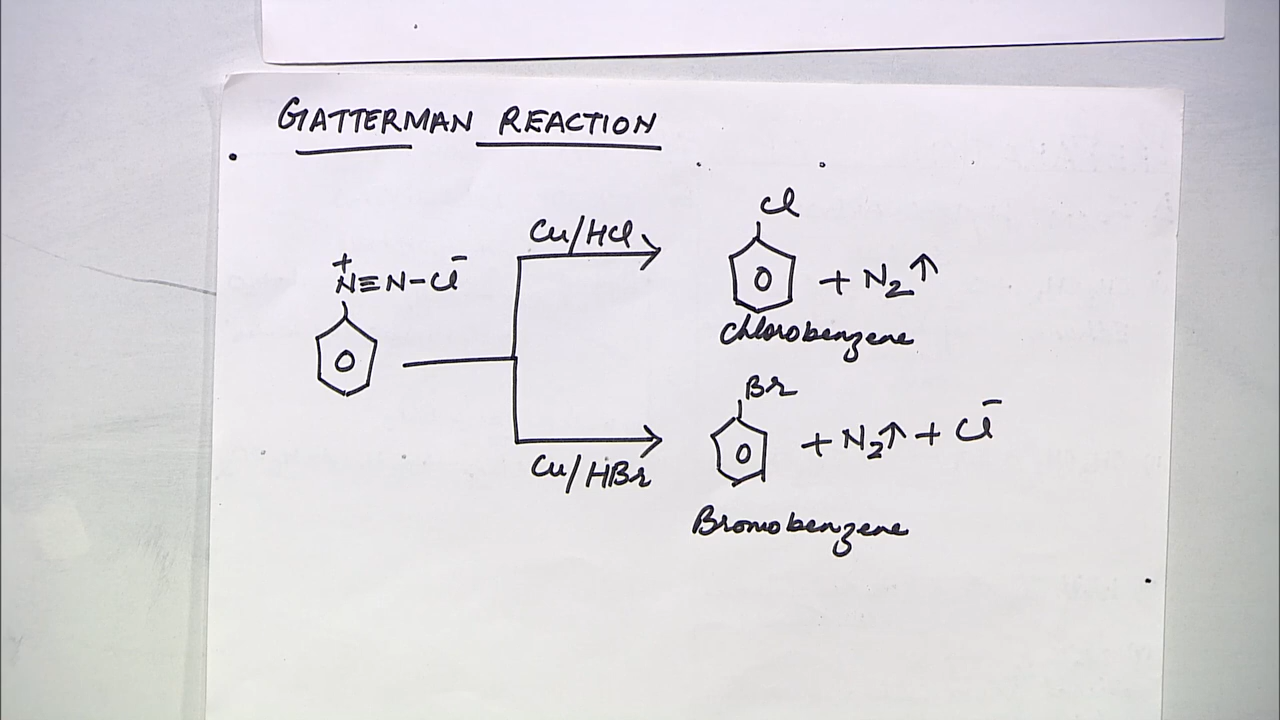 GATTERMAN REACTION
Cl
Cu/HCl
+
N≡N-Cl⁻
+ N₂↑
Chlorobenzene
Br
+ N₂↑ + Cl⁻
Cu/HBr
Bromobenzene